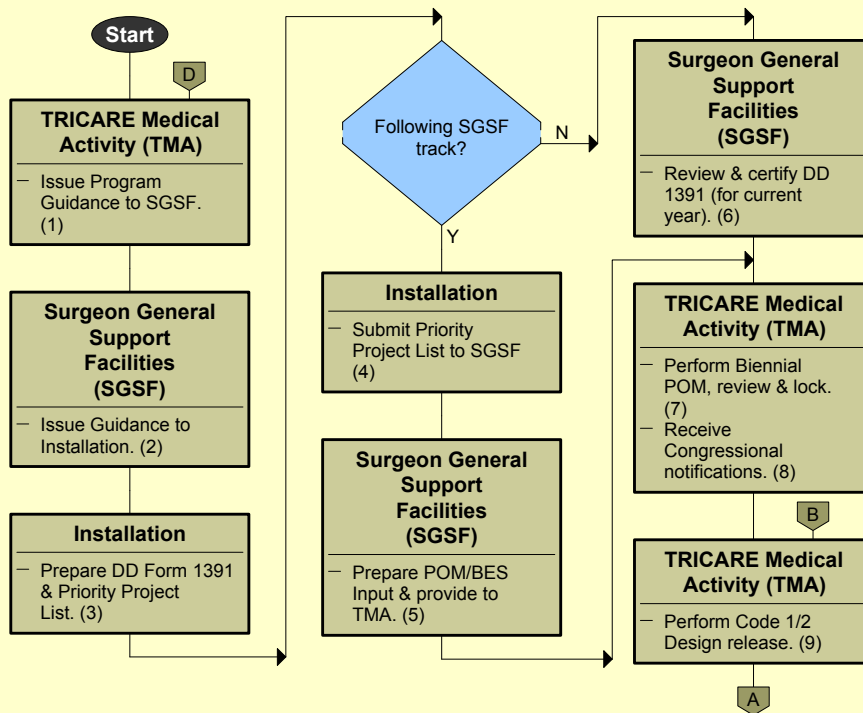 Start
D
TRICARE Medical
Activity (TMA)
— Issue Program
Guidance to SGSF.
(1)
Surgeon General
Support
Facilities
(SGSF)
— Issue Guidance to
Installation. (2)
Installation
— Prepare DD Form 1391
& Priority Project
List. (3)
Following SGSF
track?
N
Y
Installation
— Submit Priority
Project List to SGSF
(4)
Surgeon General
Support
Facilities
(SGSF)
— Prepare POM/BES
Input & provide to
TMA. (5)
Surgeon General
Support
Facilities
(SGSF)
— Review & certify DD
1391 (for current
year). (6)
TRICARE Medical
Activity (TMA)
— Perform Biennial
POM, review & lock.
(7)
— Receive
Congressional
notifications. (8)
B
TRICARE Medical
Activity (TMA)
— Perform Code 1/2
Design release. (9)
A